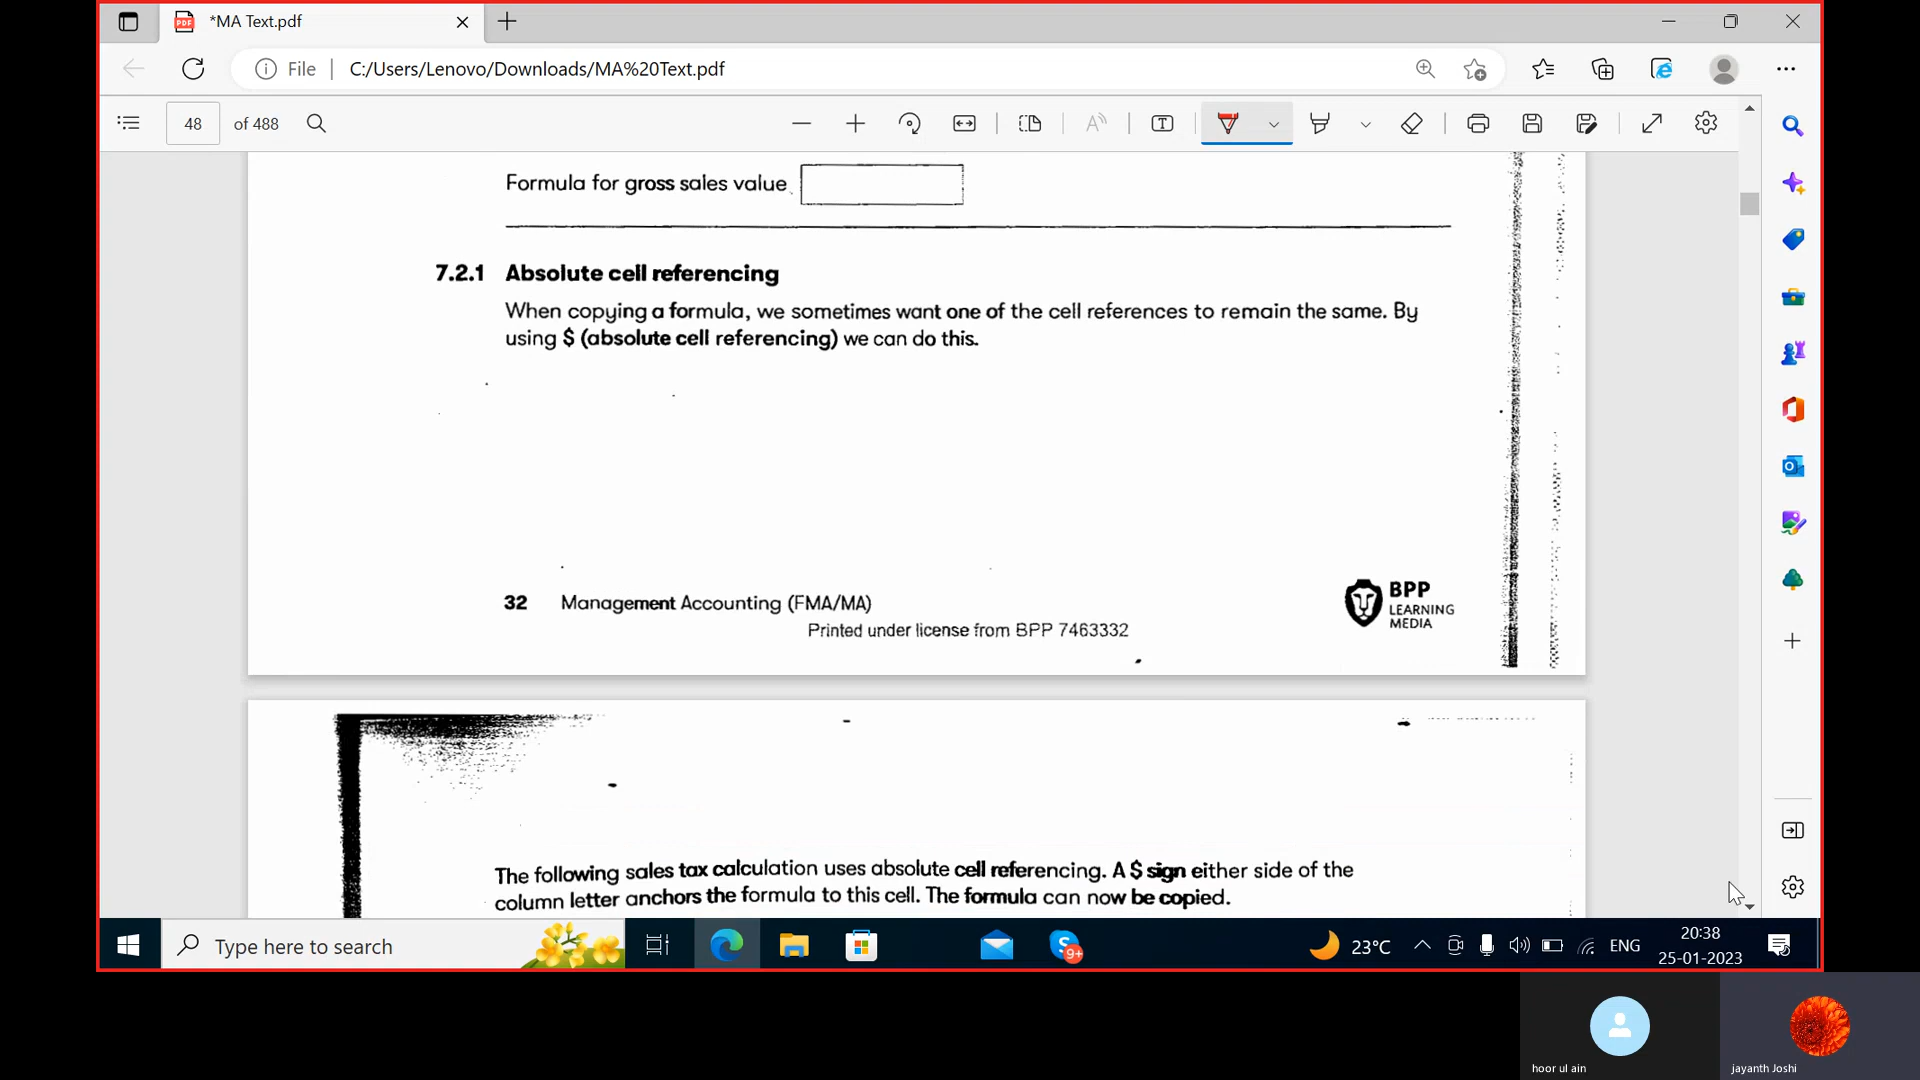 *MA Text.pdf
File
C:/Users/Lenovo/Downloads/MA%20Text.pdf
48 of 488
Formula for gross sales value
7.2.1 Absolute cell referencing
When copying a formula, we sometimes want one of the cell references to remain the same. By
using $ (absolute cell referencing) we can do this.
32 Management Accounting (FMA/MA)
Printed under license from BPP 7463332
BPP
LEARNING
MEDIA
The following sales tax calculation uses absolute cell referencing. A $ sign either side of the
column letter anchors the formula to this cell. The formula can now be copied.
Type here to search
9+
23°C
ENG
20:38
25-01-2023
hoor ul ain
jayanth Joshi